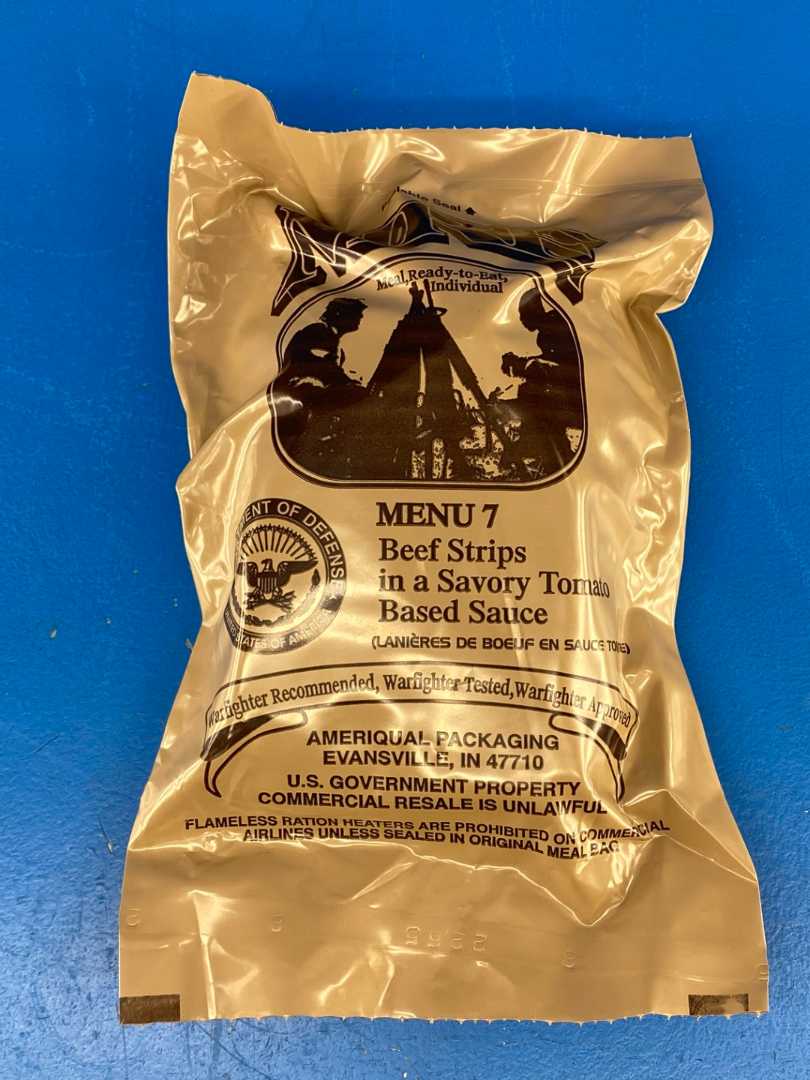 Seal
Meal, Ready-to-Eat,
Individual
MENU 7
Beef Strips
in a Savory Tomato
Based Sauce
(LANIÈRES DE BOEUF EN SAUCE
DEPARTMENT OF DEFENSE
UNITED STATES OF AMERICA
Warfighter Recommended, Warfighter Tested, Warfighter Approved
AMERIQUAL PACKAGING
EVANSVILLE, IN 47710
U.S. GOVERNMENT PROPERTY
COMMERCIAL RESALE IS UNLAWFUL
FLAMELESS RATION HEATERS ARE PROHIBITED ON COMMERCIAL
AIRLINES UNLESS SEALED IN ORIGINAL MEAL BAG